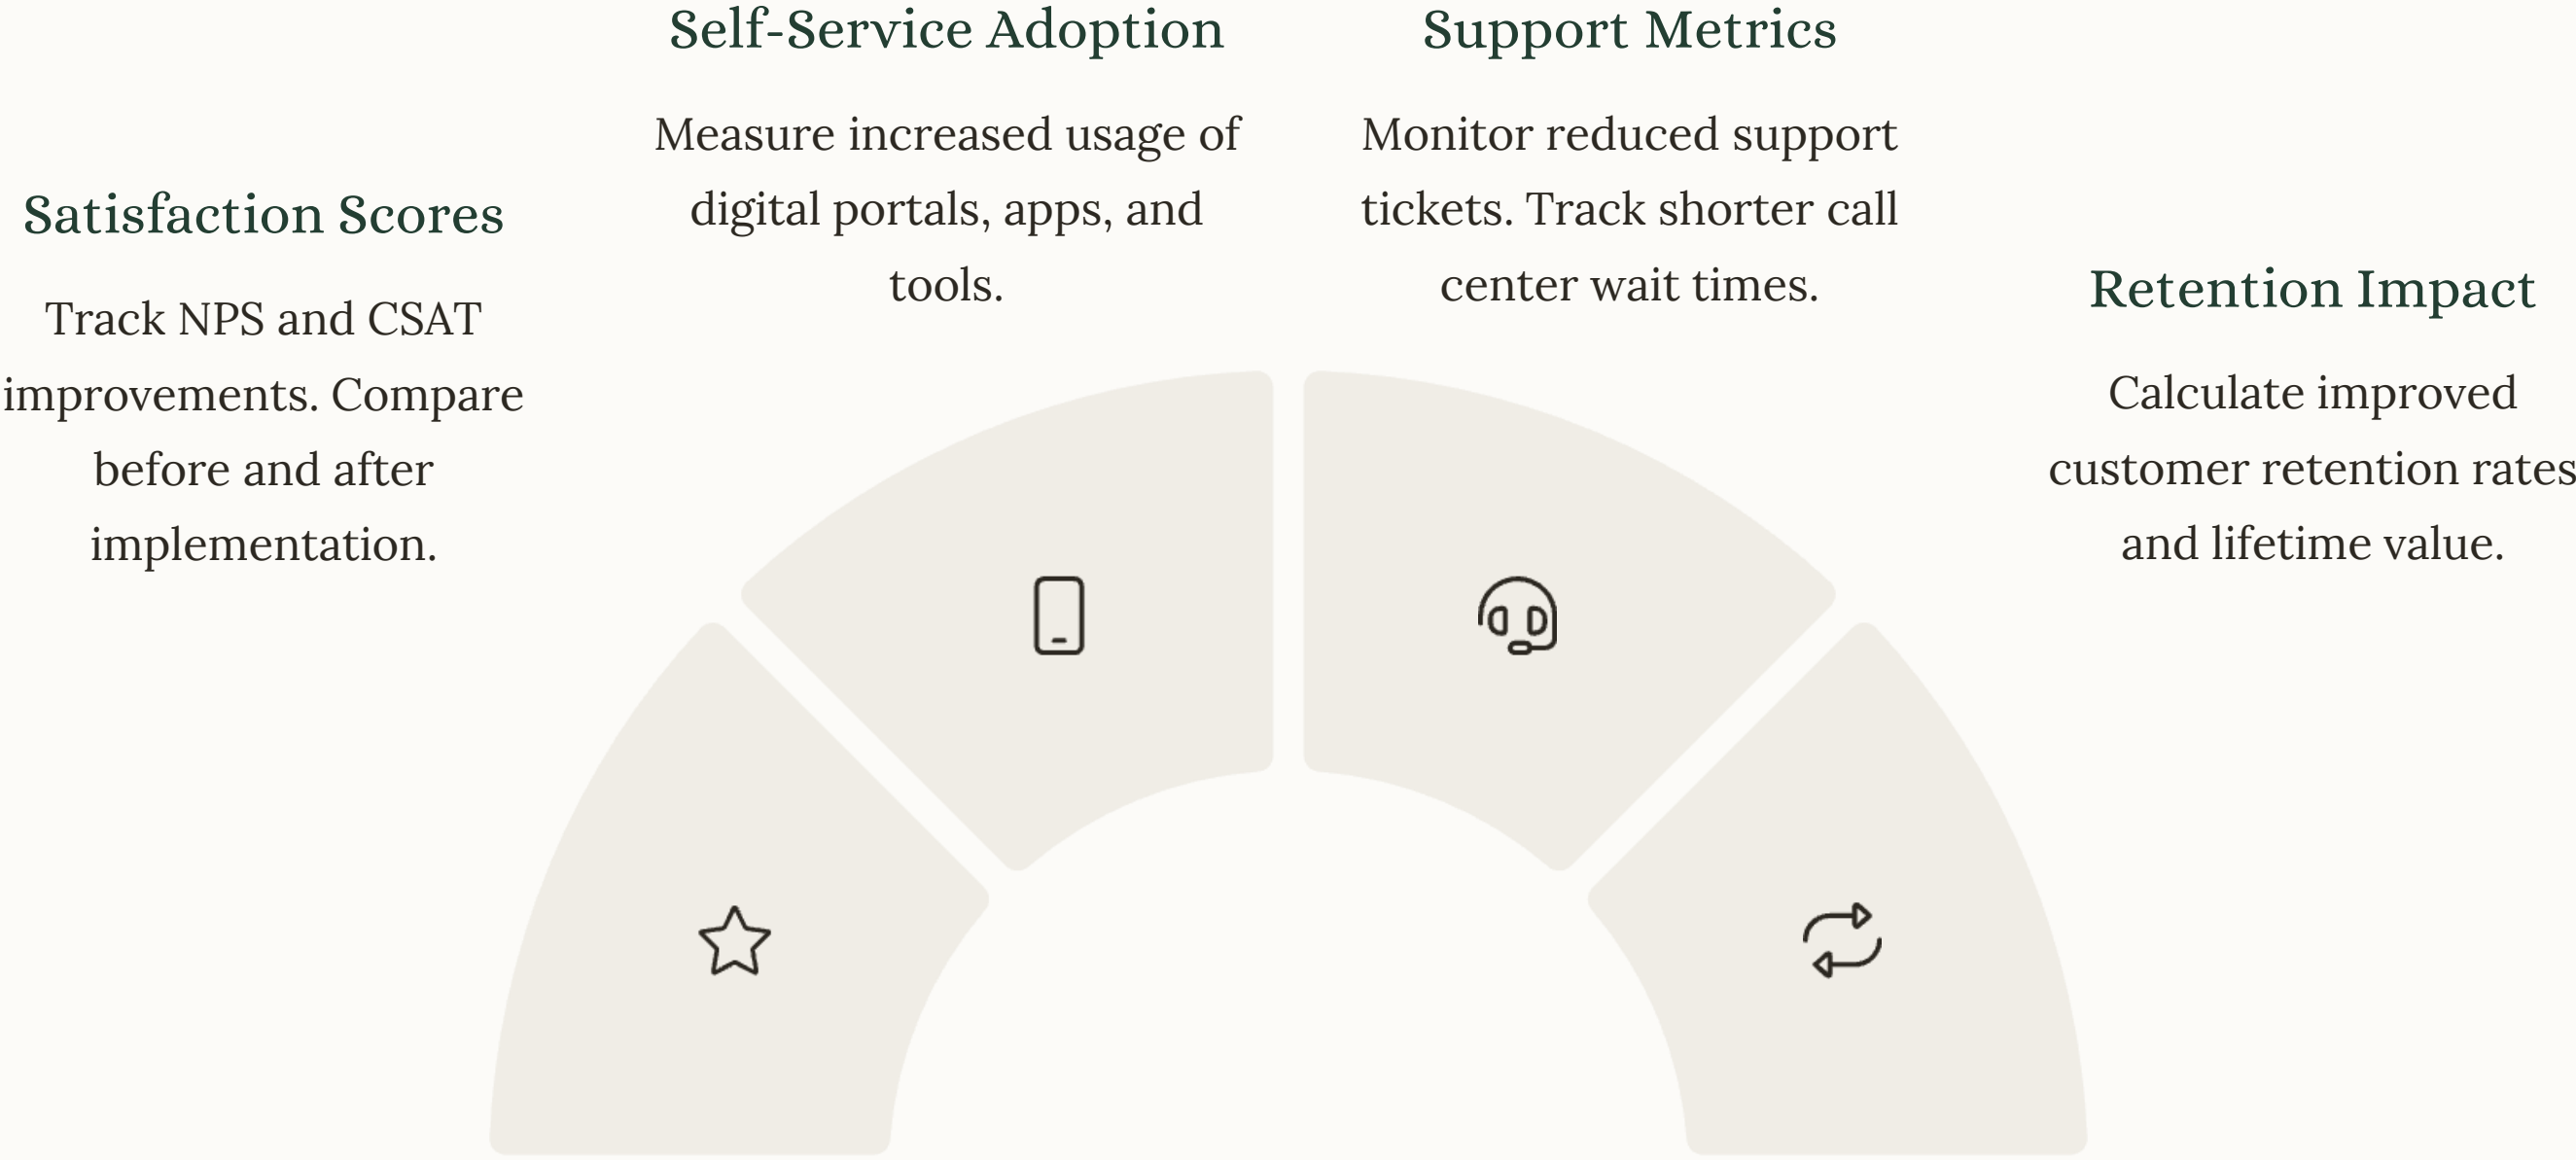 Satisfaction Scores
Track NPS and CSAT
improvements. Compare
before and after
implementation.
Self-Service Adoption
Measure increased usage of
digital portals, apps, and
tools.
Support Metrics
Monitor reduced support
tickets. Track shorter call
center wait times.
Retention Impact
Calculate improved
customer retention rates
and lifetime value.